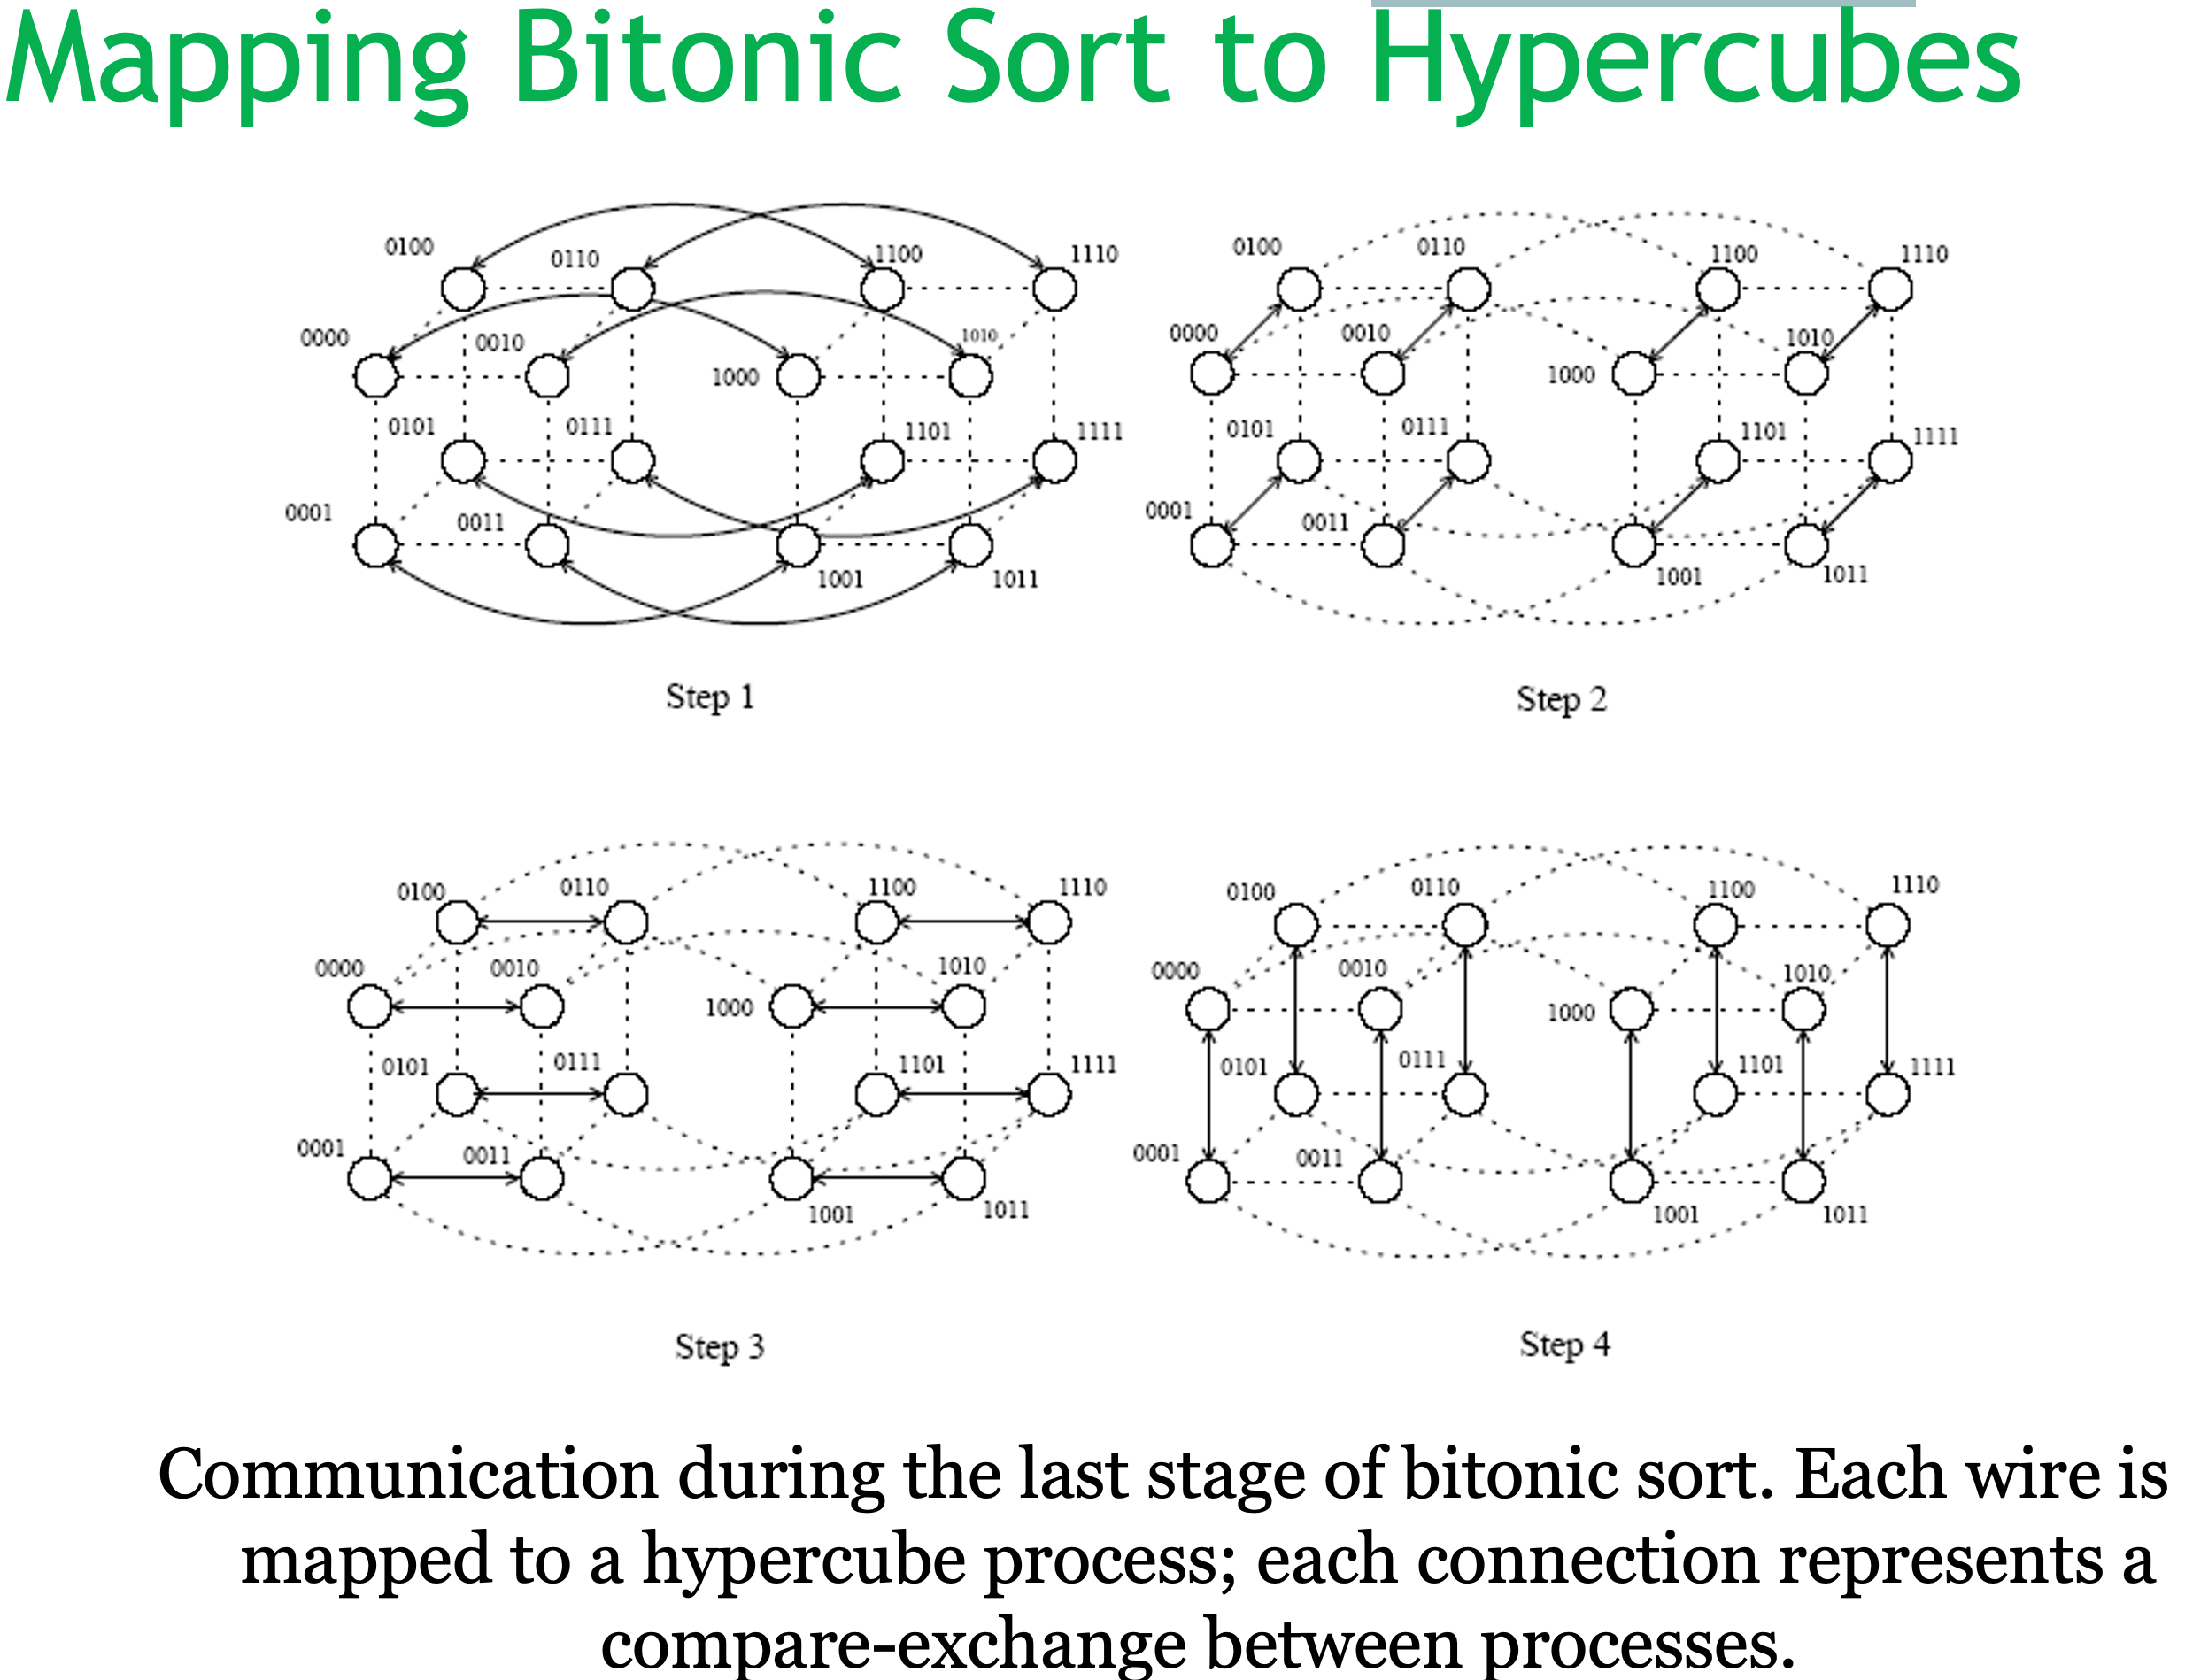 Mapping Bitonic Sort to Hypercubes
0100 0110 1100 1110
0000 0010 1000 1010
0101 0111 1101 1111
0001 0011 1001 1011
Step 1
0100 0110 1100 1110
0000 0010 1000 1010
0101 0111 1101 1111
0001 0011 1001 1011
Step 2
0100 0110 1100 1110
0000 0010 1000 1010
0101 0111 1101 1111
0001 0011 1001 1011
Step 3
0100 0110 1100 1110
0000 0010 1000 1010
0101 0111 1101 1111
0001 0011 1001 1011
Step 4
Communication during the last stage of bitonic sort. Each wire is
mapped to a hypercube process; each connection represents a
compare-exchange between processes.